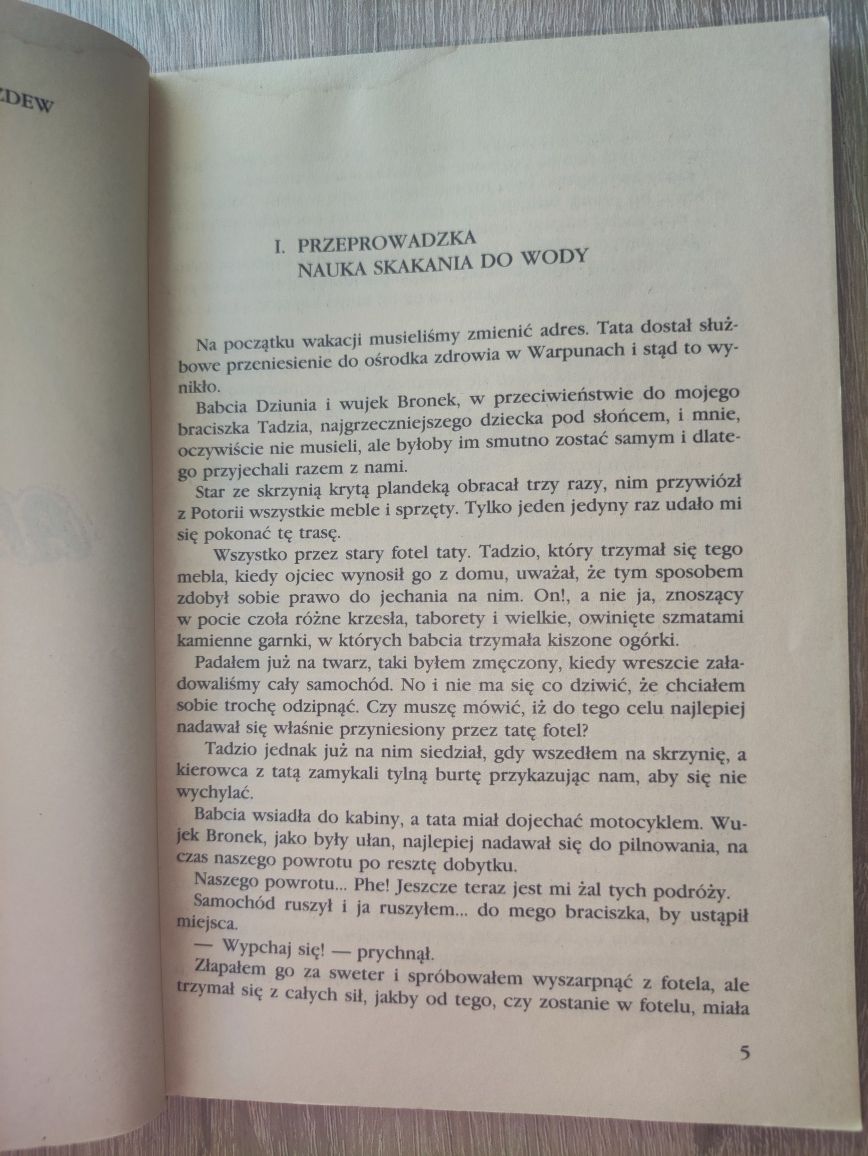 ZDEW
I. PRZEPROWADZKA
NAUKA SKAKANIA DO WODY
Na początku wakacji musieliśmy zmienić adres. Tata dostał służ-
bowe przeniesienie do ośrodka zdrowia w Warpunach i stąd to wy-
nikło.
Babcia Dziunia i wujek Bronek, w przeciwieństwie do mojego
braciszka Tadzia, najgrzeczniejszego dziecka pod słońcem, i mnie,
oczywiście nie musieli, ale byłoby im smutno zostać samym i dlate-
go przyjechali razem z nami.
Star ze skrzynią krytą plandeką obracał trzy razy, nim przywiózł
z Potorii wszystkie meble i sprzęty. Tylko jeden jedyny raz udało mi
się pokonać tę trasę.
Wszystko przez stary fotel taty. Tadzio, który trzymał się tego
mebla, kiedy ojciec wynosił go z domu, uważał, że tym sposobem
zdobył sobie prawo do jechania na nim. On!, a nie ja, znoszący
w pocie czoła różne krzesła, taborety i wielkie, owinięte szmatami
kamienne garnki, w których babcia trzymała kiszone ogórki.
Padałem już na twarz, taki byłem zmęczony, kiedy wreszcie zała-
dowaliśmy cały samochód. No i nie ma się co dziwić, że chciałem
sobie trochę odzipnąć. Czy muszę mówić, iż do tego celu najlepiej
nadawał się właśnie przyniesiony przez tatę fotel?
Tadzio jednak już na nim siedział, gdy wszedłem na skrzynię, a
kierowca z tatą zamykali tylną burtę przykazując nam, aby się nie
wychylać.
Babcia wsiadła do kabiny, a tata miał dojechać motocyklem. Wu-
jek Bronek, jako były ułan, najlepiej nadawał się do pilnowania, na
czas naszego powrotu po resztę dobytku.
Naszego powrotu... Phe! Jeszcze teraz jest mi żal tych podróży.
Samochód ruszył i ja ruszyłem... do mego braciszka, by ustąpił
miejsca.
— Wypchaj się! — prychnął.
Złapałem go za sweter i spróbowałem wyszarpnąć z fotela, ale
trzymał się z całych sił, jakby od tego, czy zostanie w fotelu, miała
5